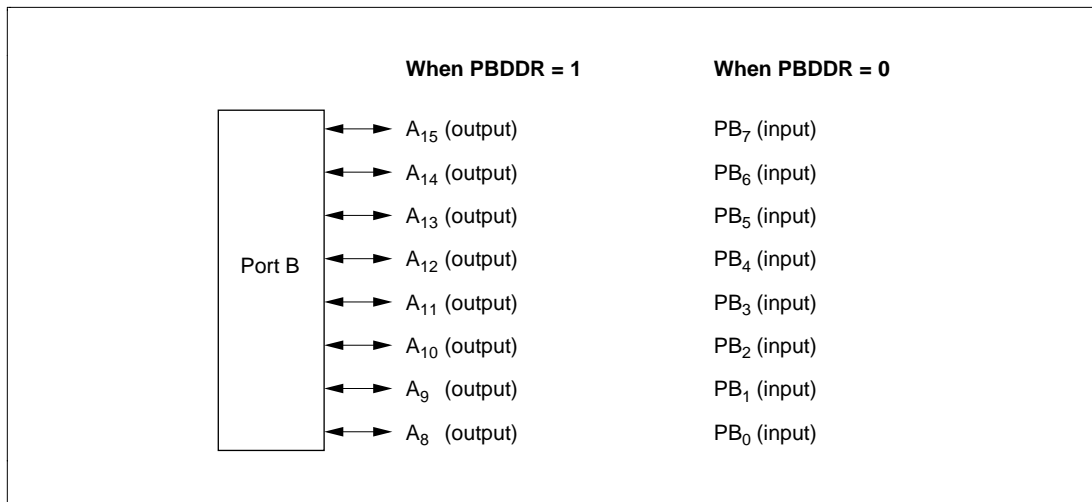 When PBDDR = 1 When PBDDR = 0
A15 (output) PB7 (input)
A14 (output) PB6 (input)
A13 (output) PB5 (input)
Port B A12 (output) PB4 (input)
A11 (output) PB3 (input)
A10 (output) PB2 (input)
A9 (output) PB1 (input)
A8 (output) PB0 (input)